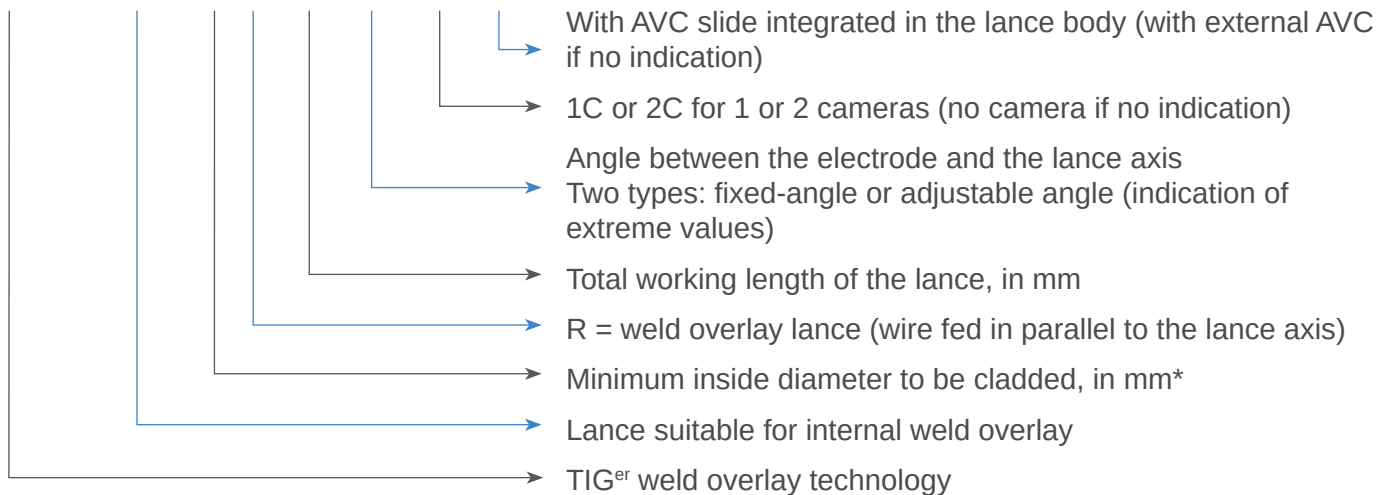 With AVC slide integrated in the lance body (with external AVC
if no indication)
1C or 2C for 1 or 2 cameras (no camera if no indication)
Angle between the electrode and the lance axis
Two types: fixed-angle or adjustable angle (indication of
extreme values)
Total working length of the lance, in mm
R = weld overlay lance (wire fed in parallel to the lance axis)
Minimum inside diameter to be cladded, in mm*
Lance suitable for internal weld overlay
TIGᵉʳ weld overlay technology